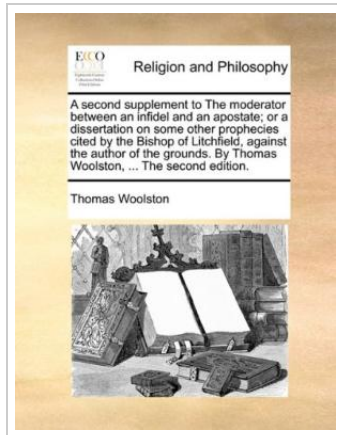 ECCO
Religion and Philosophy
A second supplement to The moderator
between an infidel and an apostate; or a
dissertation on some other prophecies
cited by the Bishop of Litchfield, against
the author of the grounds. By Thomas
Woolston, ... The second edition.
Thomas Woolston